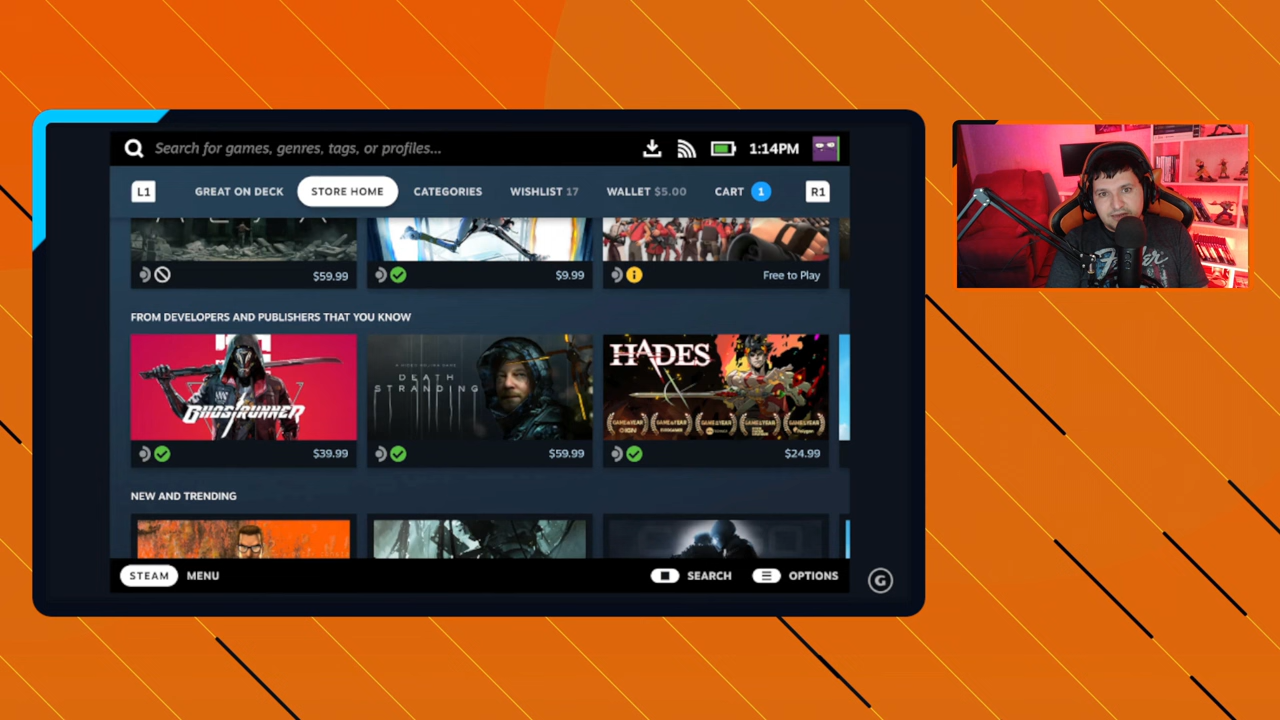 Search for games, genres, tags, or profiles...
1:14PM
L1
GREAT ON DECK
STORE HOME
CATEGORIES
WISHLIST 17
WALLET $5.00
CART 1
R1
$59.99
$9.99
Free to Play
FROM DEVELOPERS AND PUBLISHERS THAT YOU KNOW
GHOSTRUNNER
DEATH
STRANDING
HADES
$39.99
$59.99
$24.99
NEW AND TRENDING
STEAM
MENU
SEARCH
OPTIONS
G